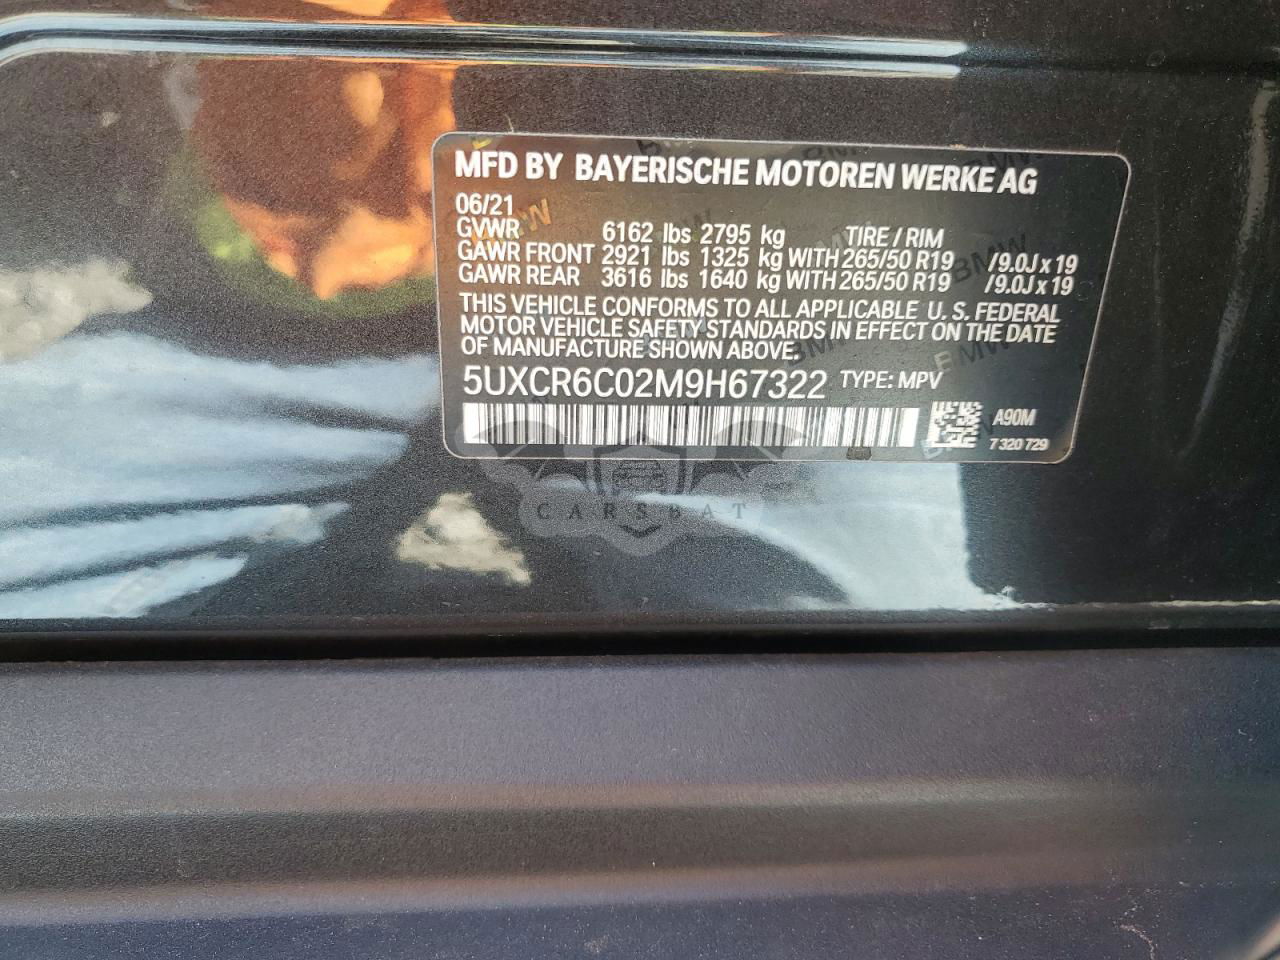 MFD BY BAYERISCHE MOTOREN WERKE AG
06/21
GVWR 6162 lbs 2795 kg TIRE / RIM
GAWR FRONT 2921 lbs 1325 kg WITH 265/50 R19 /9.0J x 19
GAWR REAR 3616 lbs 1640 kg WITH 265/50 R19 /9.0J x 19
THIS VEHICLE CONFORMS TO ALL APPLICABLE U. S. FEDERAL
MOTOR VEHICLE SAFETY STANDARDS IN EFFECT ON THE DATE
OF MANUFACTURE SHOWN ABOVE.
5UXCR6C02M9H67322 TYPE: MPV
A90M
7 320 729
CARSBAT